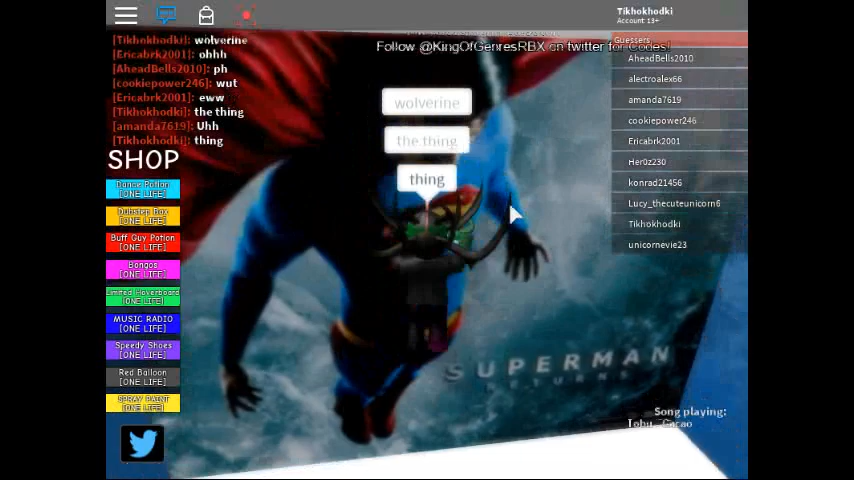 Tikhokhodki
Account 13+
[Tikhokhodki]: wolverine
[Ericabrk2001]: ohhh
[AheadBells2010]: ph
[cookiepower246]: wut
[Ericabrk2001]: eww
[Tikhokhodki]: the thing
[amanda7619]: Uhh
[Tikhokhodki]: thing
Follow @KingOfGenresRBX on twitter for Codes!
wolverine
the thing
thing
Guessers
AheadBells2010
alectroalex66
amanda7619
cookiepower246
Ericabrk2001
Her0z230
konrad21456
Lucy_thecuteunicorn6
Tikhokhodki
unicornevie23
SHOP
Dance Potion
[ONE LIFE]
Dubstep Box
[ONE LIFE]
Buff Guy Potion
[ONE LIFE]
Bongos
[ONE LIFE]
Limited Hoverboard
[ONE LIFE]
MUSIC RADIO
[ONE LIFE]
Speedy Shoes
[ONE LIFE]
Red Balloon
[ONE LIFE]
SPRAY PAINT
[ONE LIFE]
SUPERMAN
RETURNS
Song playing:
Tobu - Cacao